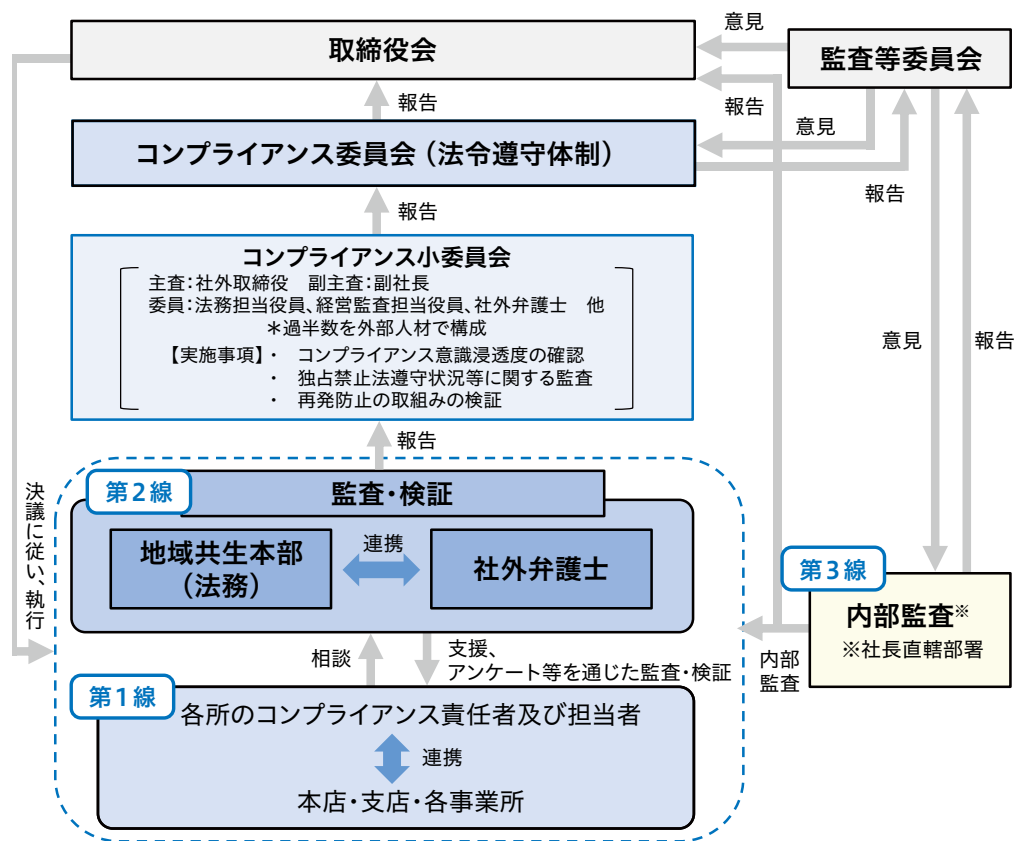 取締役会
意見
監査等委員会
報告
報告
意見
コンプライアンス委員会（法令遵守体制）
報告
報告
コンプライアンス小委員会
主査：社外取締役　副主査：副社長
委員：法務担当役員、経営監査担当役員、社外弁護士　他
＊過半数を外部人材で構成
【実施事項】・　コンプライアンス意識浸透度の確認
・　独占禁止法遵守状況等に関する監査
・　再発防止の取組みの検証
意見
報告
報告
第2線
監査・検証
地域共生本部
（法務）
連携
社外弁護士
決議に従い、執行
第3線
内部監査※
※社長直轄部署
内部
監査
相談
支援、
アンケート等を通じた監査・検証
第1線
各所のコンプライアンス責任者及び担当者
連携
本店・支店・各事業所